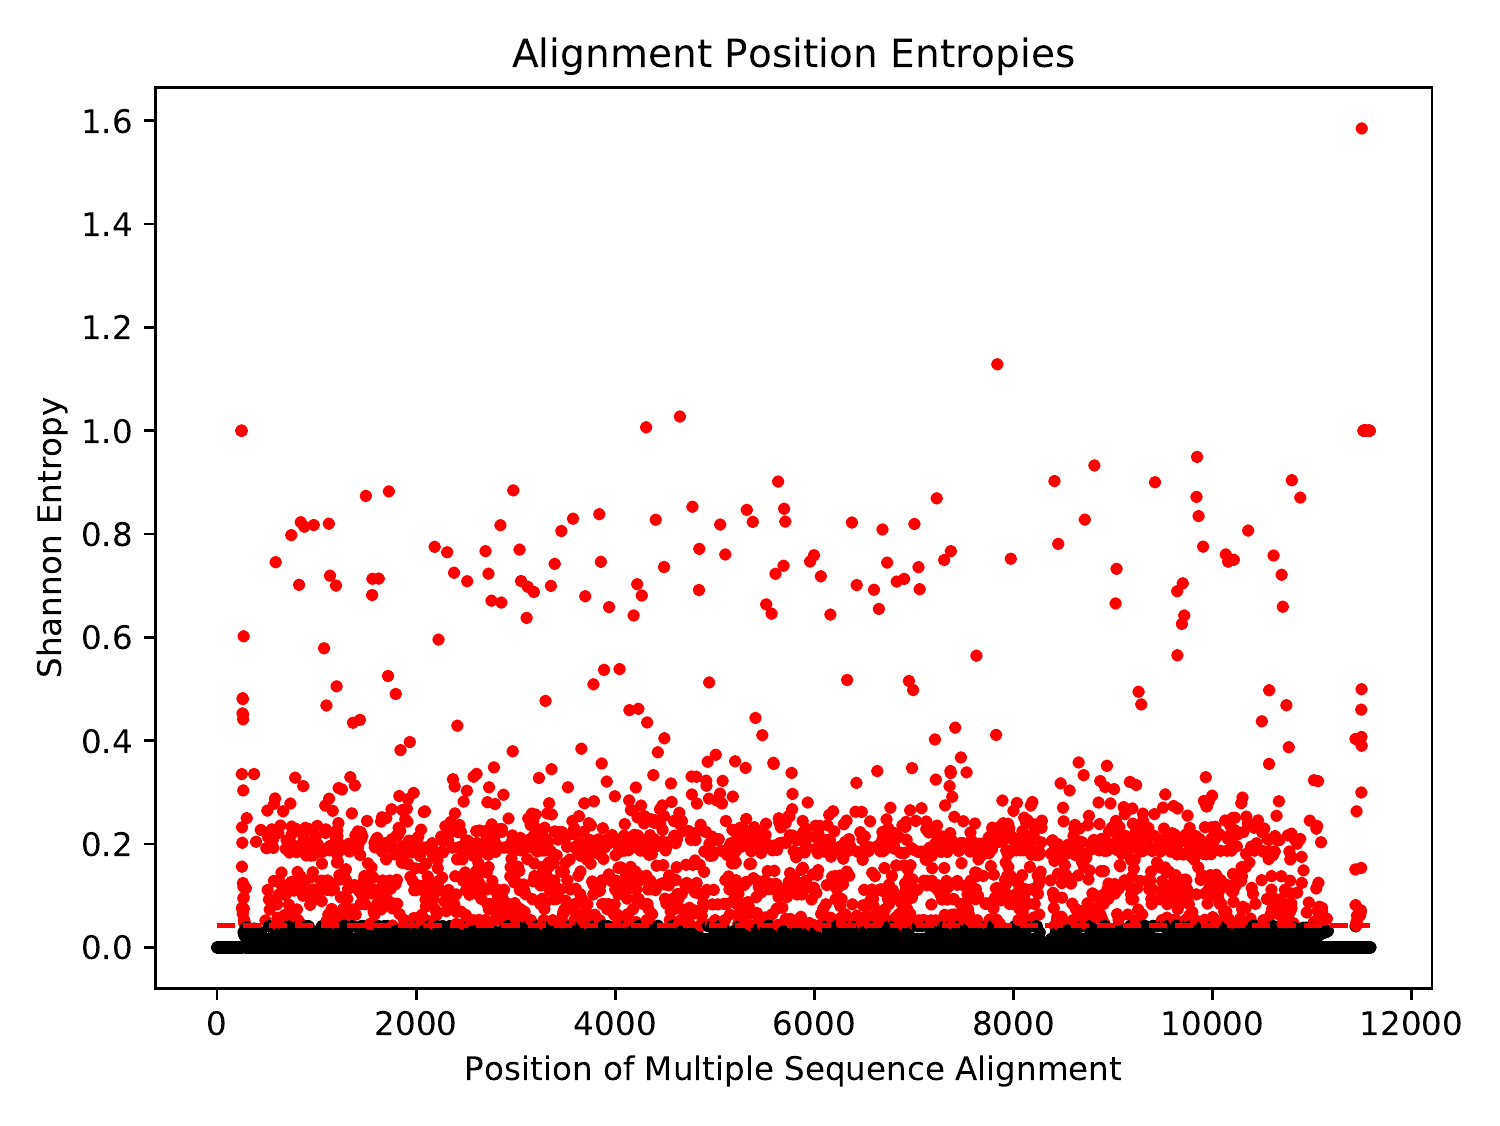 Alignment Position Entropies
1.6
1.4
1.2
1.0
0.8
0.6
0.4
0.2
0.0
Shannon Entropy
0 2000 4000 6000 8000 10000 12000
Position of Multiple Sequence Alignment